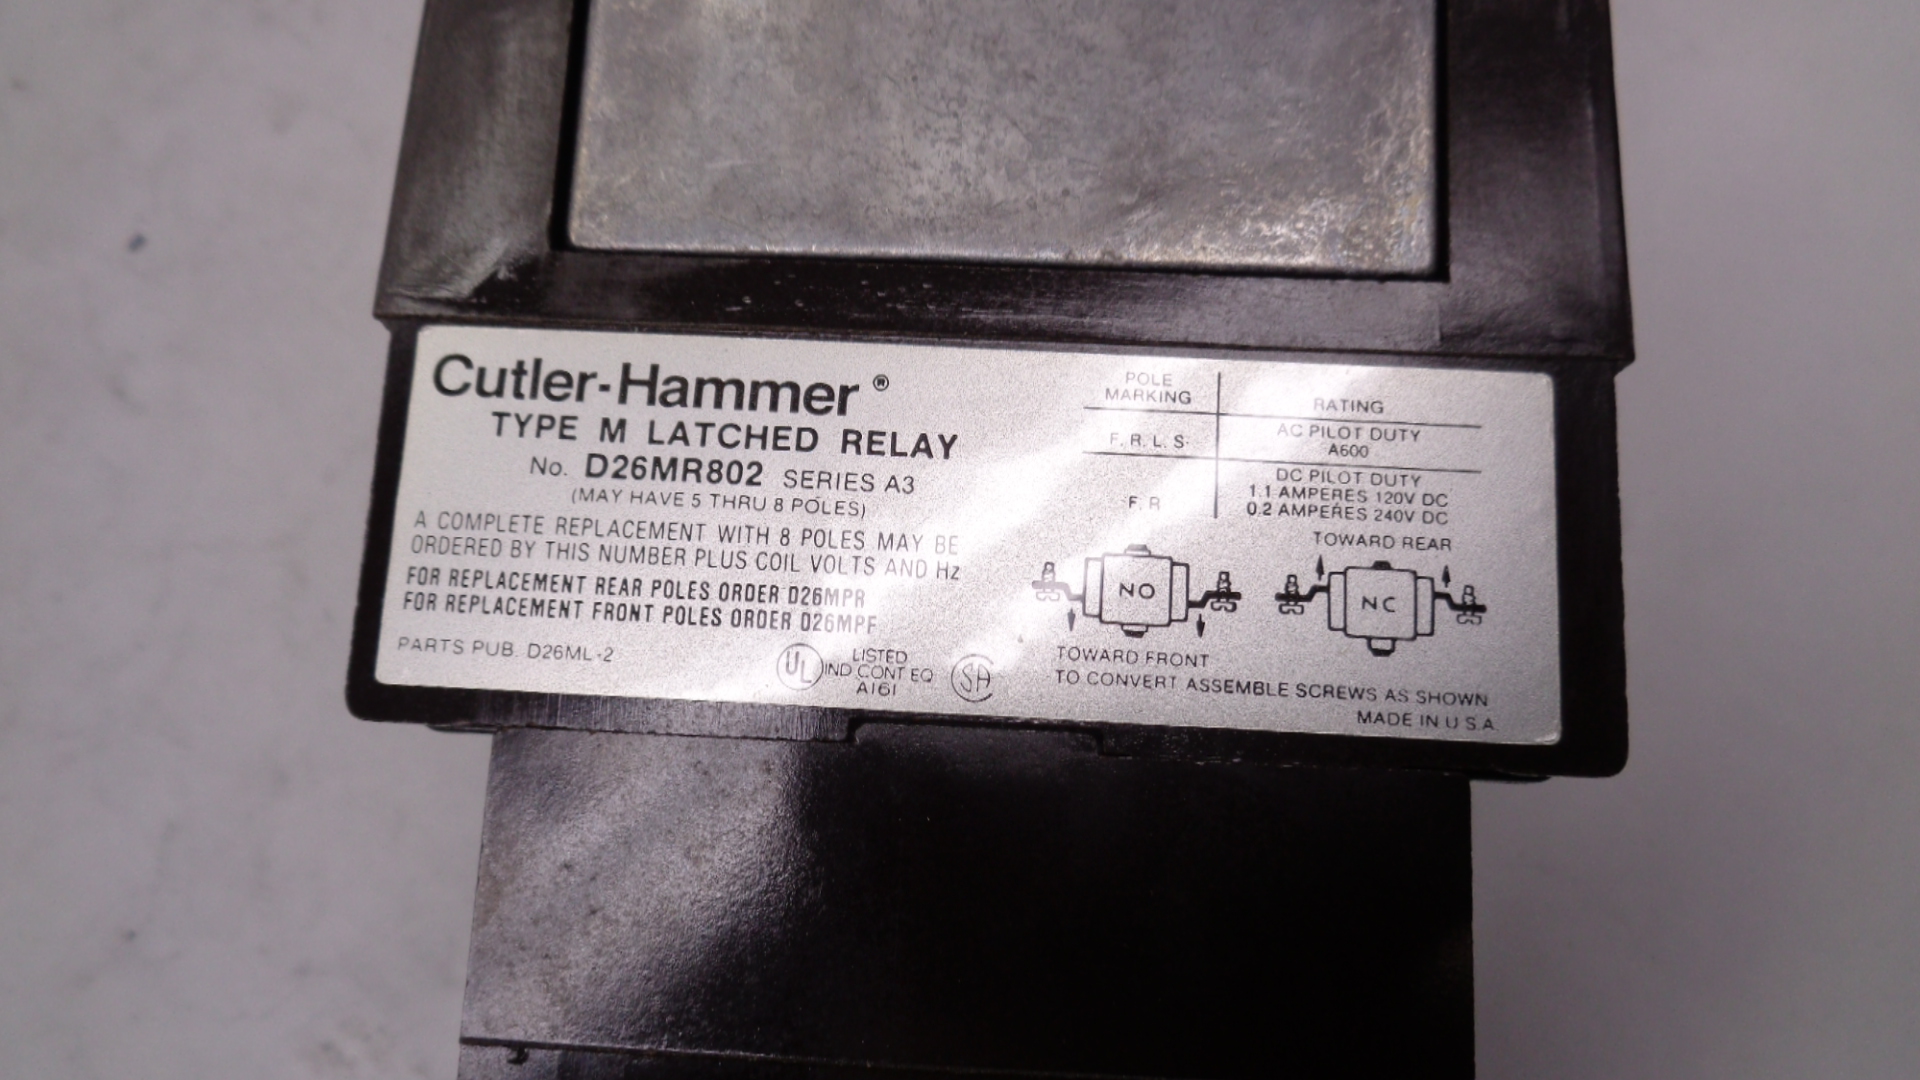 Cutler-Hammer ®
TYPE M LATCHED RELAY
No. D26MR802 SERIES A3
(MAY HAVE 5 THRU 8 POLES)
A COMPLETE REPLACEMENT WITH 8 POLES MAY BE
ORDERED BY THIS NUMBER PLUS COIL VOLTS AND Hz
FOR REPLACEMENT REAR POLES ORDER D26MPR
FOR REPLACEMENT FRONT POLES ORDER D26MPF
PARTS PUB. D26ML-2
UL
LISTED
IND CONT EQ
A161
SA
POLE
MARKING
RATING
F. R. L. S.
AC PILOT DUTY
A600
F. R
DC PILOT DUTY
1.1 AMPERES 120V DC
0.2 AMPERES 240V DC
TOWARD REAR
NO
NC
TOWARD FRONT
TO CONVERT ASSEMBLE SCREWS AS SHOWN
MADE IN U.S.A.